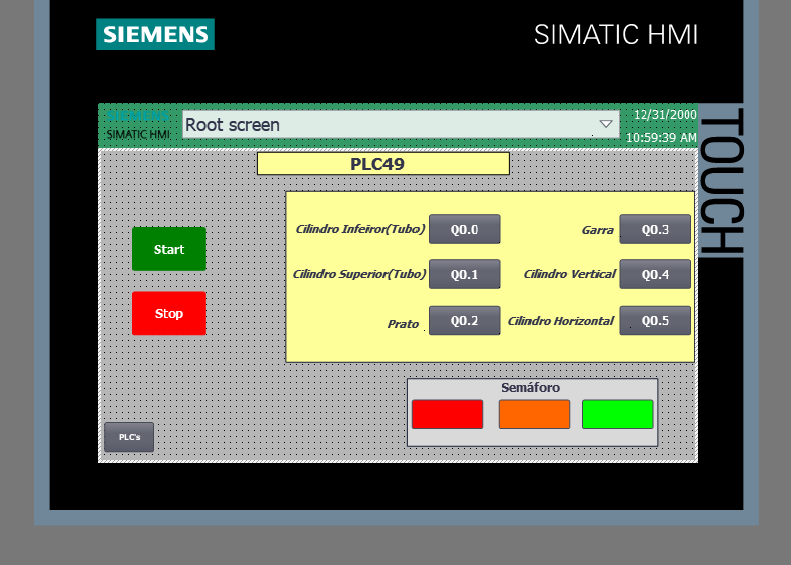 SIEMENS
SIMATIC HMI
SIEMENS
SIMATIC HMI
Root screen
12/31/2000
10:59:39 AM
TOUCH
PLC49
Cilindro Infeiror(Tubo) Q0.0 Garra Q0.3
Start
Cilindro Superior(Tubo) Q0.1 Cilindro Vertical Q0.4
Stop
Prato Q0.2 Cilindro Horizontal Q0.5
Semáforo
PLC's